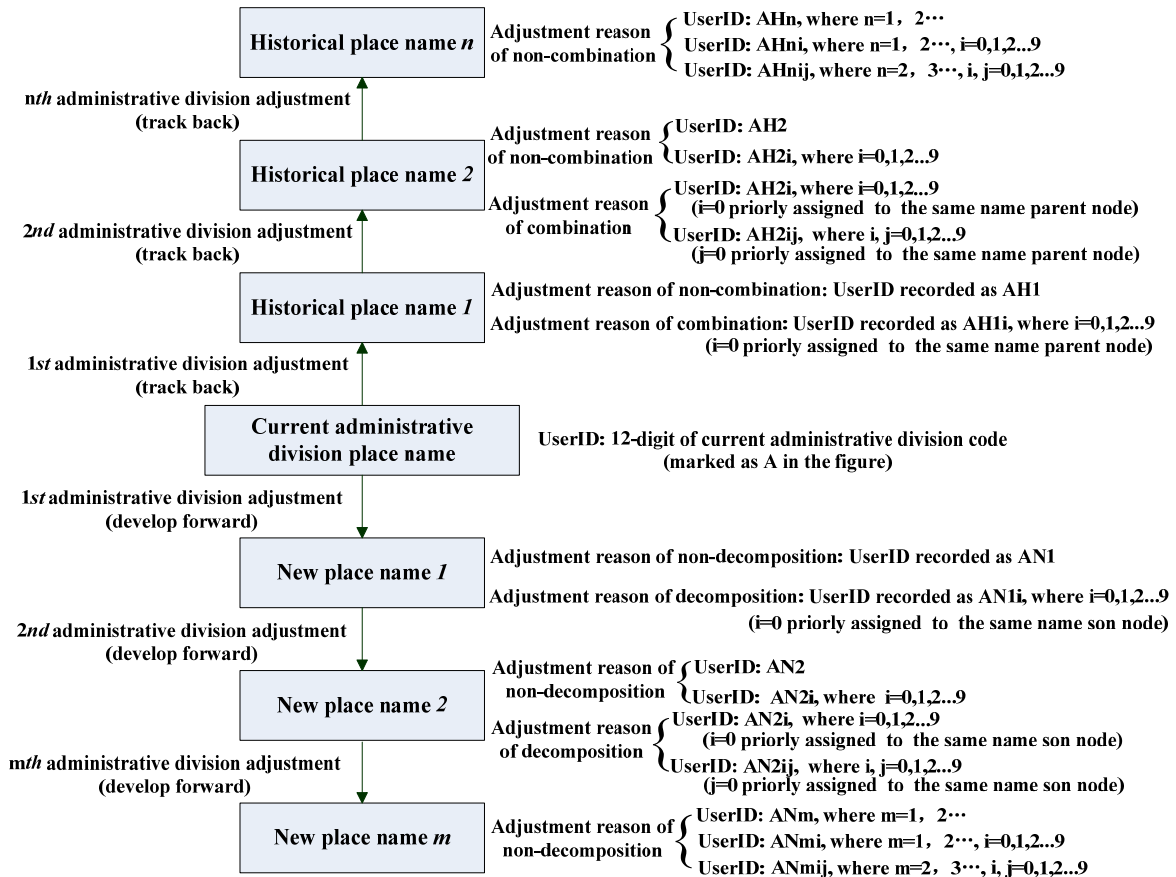 Historical place name n
Adjustment reason
of non-combination
UserID: AHn, where n=1，2···
UserID: AHni, where n=1，2···, i=0,1,2...9
UserID: AHnij, where n=2，3···, i, j=0,1,2...9
nth administrative division adjustment
(track back)
Historical place name 2
Adjustment reason
of non-combination
UserID: AH2
UserID: AH2i, where i=0,1,2...9
Adjustment reason
of combination
UserID: AH2i, where i=0,1,2...9
(i=0 priorly assigned to the same name parent node)
UserID: AH2ij, where i, j=0,1,2...9
(j=0 priorly assigned to the same name parent node)
2nd administrative division adjustment
(track back)
Historical place name 1
Adjustment reason of non-combination: UserID recorded as AH1
Adjustment reason of combination: UserID recorded as AH1i, where i=0,1,2...9
(i=0 priorly assigned to the same name parent node)
1st administrative division adjustment
(track back)
Current administrative
division place name
UserID: 12-digit of current administrative division code
(marked as A in the figure)
1st administrative division adjustment
(develop forward)
New place name 1
Adjustment reason of non-decomposition: UserID recorded as AN1
Adjustment reason of decomposition: UserID recorded as AN1i, where i=0,1,2...9
(i=0 priorly assigned to the same name son node)
2nd administrative division adjustment
(develop forward)
New place name 2
Adjustment reason of
non-decomposition
UserID: AN2
UserID: AN2i, where i=0,1,2...9
Adjustment reason
of decomposition
UserID: AN2i, where i=0,1,2...9
(i=0 priorly assigned to the same name son node)
UserID: AN2ij, where i, j=0,1,2...9
(j=0 priorly assigned to the same name son node)
mth administrative division adjustment
(develop forward)
New place name m
Adjustment reason of
non-decomposition
UserID: ANm, where m=1，2···
UserID: ANmi, where m=1，2···, i=0,1,2...9
UserID: ANmij, where m=2，3···, i, j=0,1,2...9